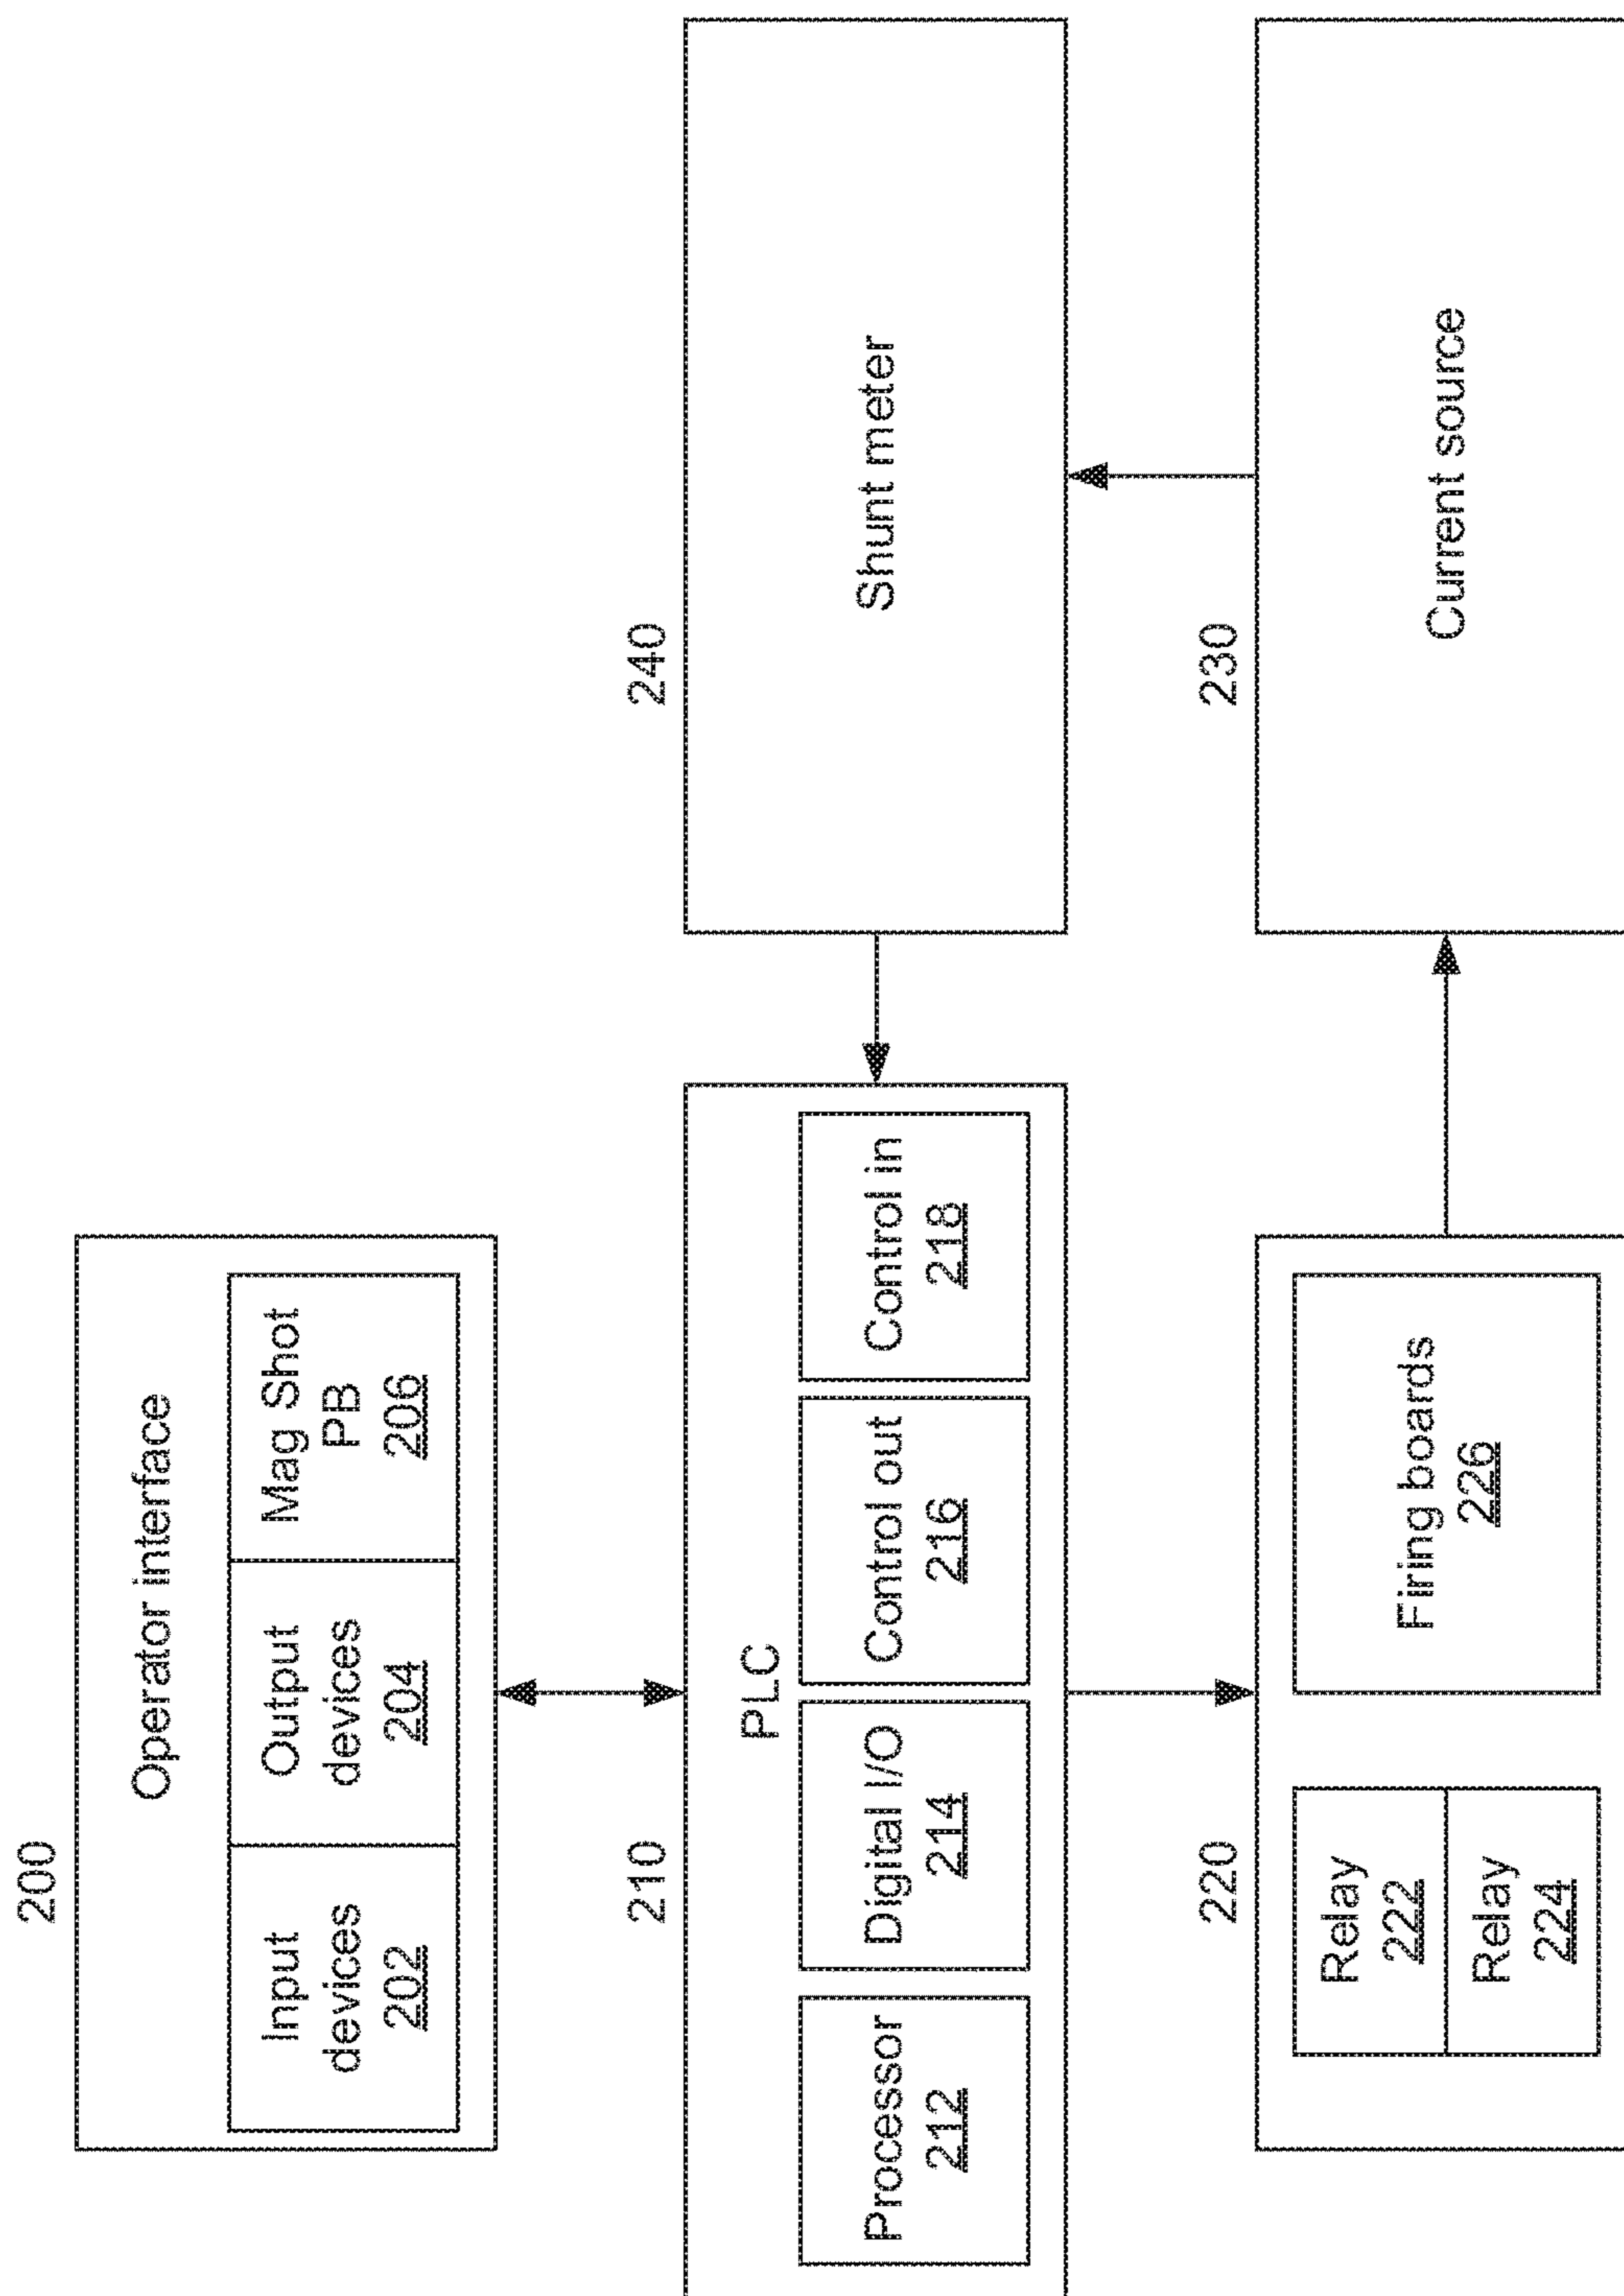 200
Operator interface
Input
devices
202
Output
devices
204
Mag Shot
PB
206
210
PLC
Processor
212
Digital I/O
214
Control out
216
Control in
218
240
Shunt meter
220
Relay
222
Relay
224
Firing boards
226
230
Current source